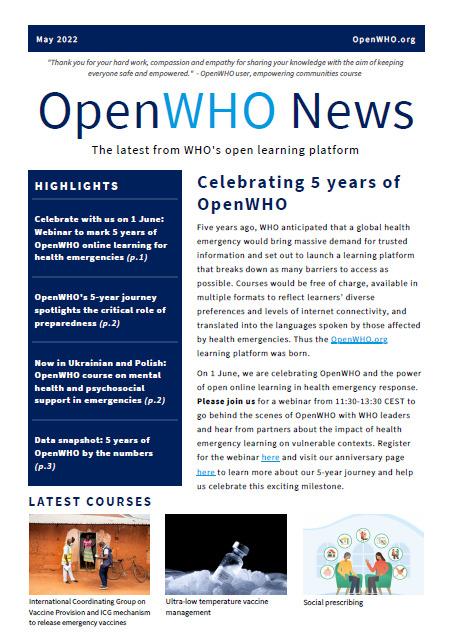 May 2022
OpenWHO.org
"Thank you for your hard work, compassion and empathy for sharing your knowledge with the aim of keeping
everyone safe and empowered." - OpenWHO user, empowering communities course
OpenWHO News
The latest from WHO's open learning platform
HIGHLIGHTS
Celebrate with us on 1 June:
Webinar to mark 5 years of
OpenWHO online learning for
health emergencies (p.1)
OpenWHO's 5-year journey
spotlights the critical role of
preparedness (p.2)
Now in Ukrainian and Polish:
OpenWHO course on mental
health and psychosocial
support in emergencies (p.2)
Data snapshot: 5 years of
OpenWHO by the numbers
(p.3)
Celebrating 5 years of
OpenWHO
Five years ago, WHO anticipated that a global health
emergency would bring massive demand for trusted
information and set out to launch a learning platform
that breaks down as many barriers to access as
possible. Courses would be free of charge, available in
multiple formats to reflect learners' diverse
preferences and levels of internet connectivity, and
translated into the languages spoken by those affected
by health emergencies. Thus the OpenWHO.org
learning platform was born.
On 1 June, we are celebrating OpenWHO and the power
of open online learning in health emergency response.
Please join us for a webinar from 11:30-13:30 CEST to
go behind the scenes of OpenWHO with WHO leaders
and hear from partners about the impact of health
emergency learning on vulnerable contexts. Register
for the webinar here and visit our anniversary page
here to learn more about our 5-year journey and help
us celebrate this exciting milestone.
LATEST COURSES
International Coordinating Group on
Vaccine Provision and ICG mechanism
to release emergency vaccines
Ultra-low temperature vaccine
management
Social prescribing